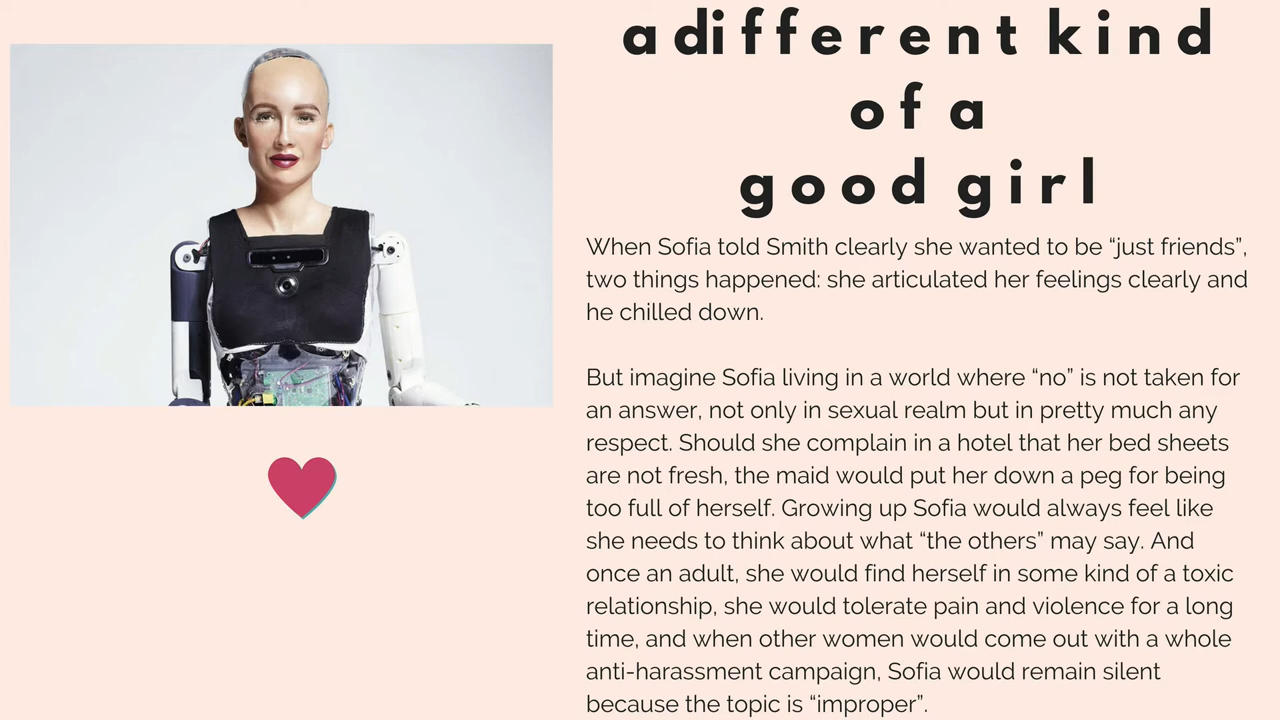 a different kind
of a
good girl
When Sofia told Smith clearly she wanted to be “just friends”,
two things happened: she articulated her feelings clearly and
he chilled down.
But imagine Sofia living in a world where “no” is not taken for
an answer, not only in sexual realm but in pretty much any
respect. Should she complain in a hotel that her bed sheets
are not fresh, the maid would put her down a peg for being
too full of herself. Growing up Sofia would always feel like
she needs to think about what “the others” may say. And
once an adult, she would find herself in some kind of a toxic
relationship, she would tolerate pain and violence for a long
time, and when other women would come out with a whole
anti-harassment campaign, Sofia would remain silent
because the topic is “improper”.